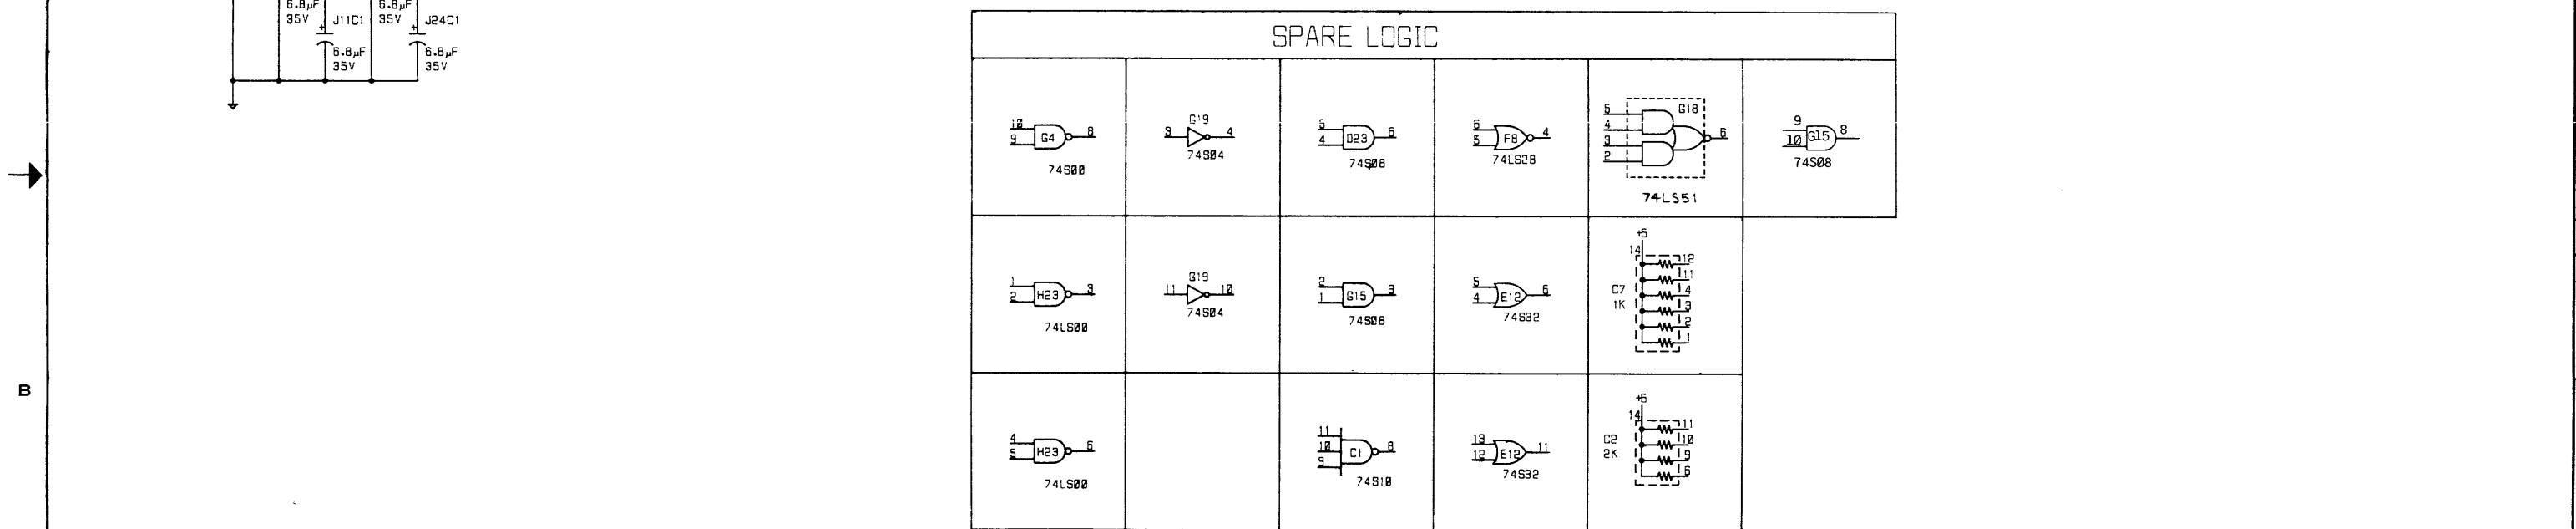 6.8µF
35V
J11C1
+
6.8µF
35V
6.8µF
35V
J24C1
+
6.8µF
35V
B
SPARE LOGIC
10
9
G4
8
74S00
G19
3
4
74S04
5
4
D23
6
74S08
6
5
F8
4
74LS28
G18
5
4
3
2
6
74LS51
9
10
G15
8
74S08
1
2
H23
3
74LS00
G19
11
10
74S04
2
1
G15
3
74S08
5
4
E12
6
74S32
+5
14
C7
1K
12
11
4
3
2
1
4
5
H23
6
74LS00
11
10
9
C1
8
74S10
13
12
E12
11
74S32
+5
14
C2
2K
11
10
9
6